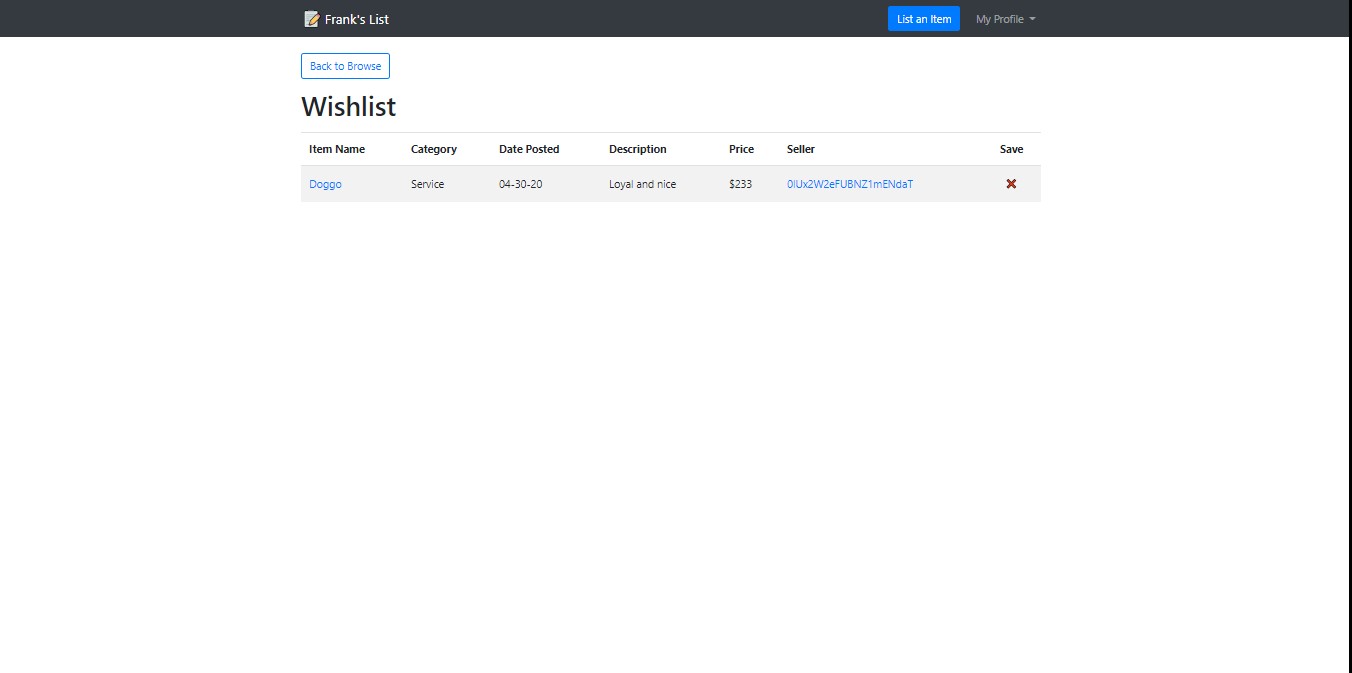 Frank's List List an Item My Profile
Back to Browse
Wishlist
Item Name Category Date Posted Description Price Seller Save
Doggo Service 04-30-20 Loyal and nice $233 0IUx2W2eFUBNZ1mENdaT